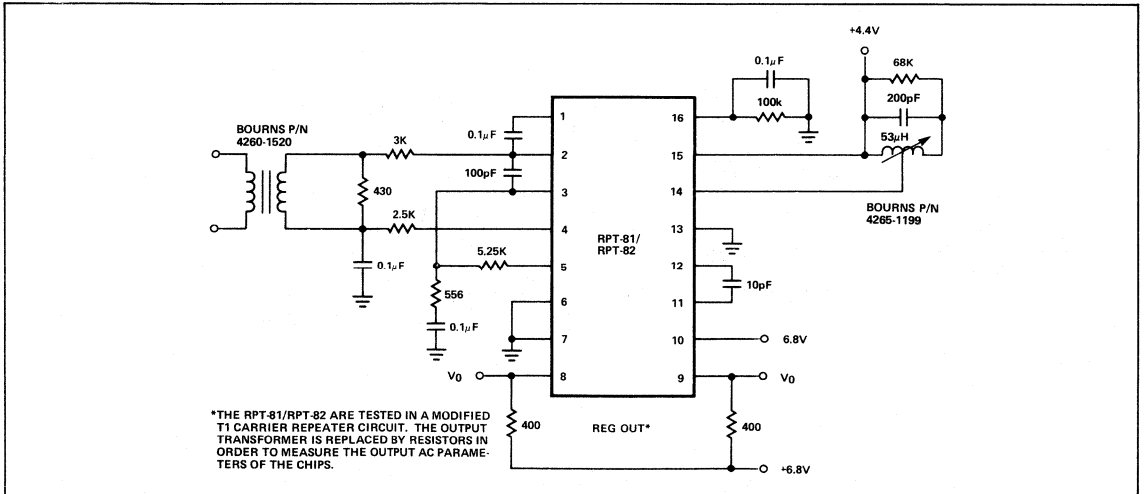 +4.4V
0.1μF
68K
200pF
100k
53μH
BOURNS P/N
4260-1520
3K
0.1μF
100pF
430
2.5K
5.25K
0.1μF
556
0.1μF
1
2
3
4
5
6
7
8
RPT-81/
RPT-82
16
15
14
13
12
11
10
9
BOURNS P/N
4265-1199
10pF
6.8V
V0
V0
400
REG OUT*
400
+6.8V
*THE RPT-81/RPT-82 ARE TESTED IN A MODIFIED
T1 CARRIER REPEATER CIRCUIT. THE OUTPUT
TRANSFORMER IS REPLACED BY RESISTORS IN
ORDER TO MEASURE THE OUTPUT AC PARAME-
TERS OF THE CHIPS.